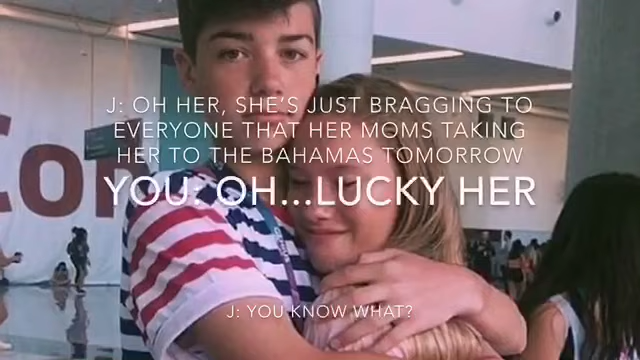 J: OH HER, SHE'S JUST BRAGGING TO
EVERYONE THAT HER MOMS TAKING
HER TO THE BAHAMAS TOMORROW
YOU: OH...LUCKY HER
J: YOU KNOW WHAT?
Con